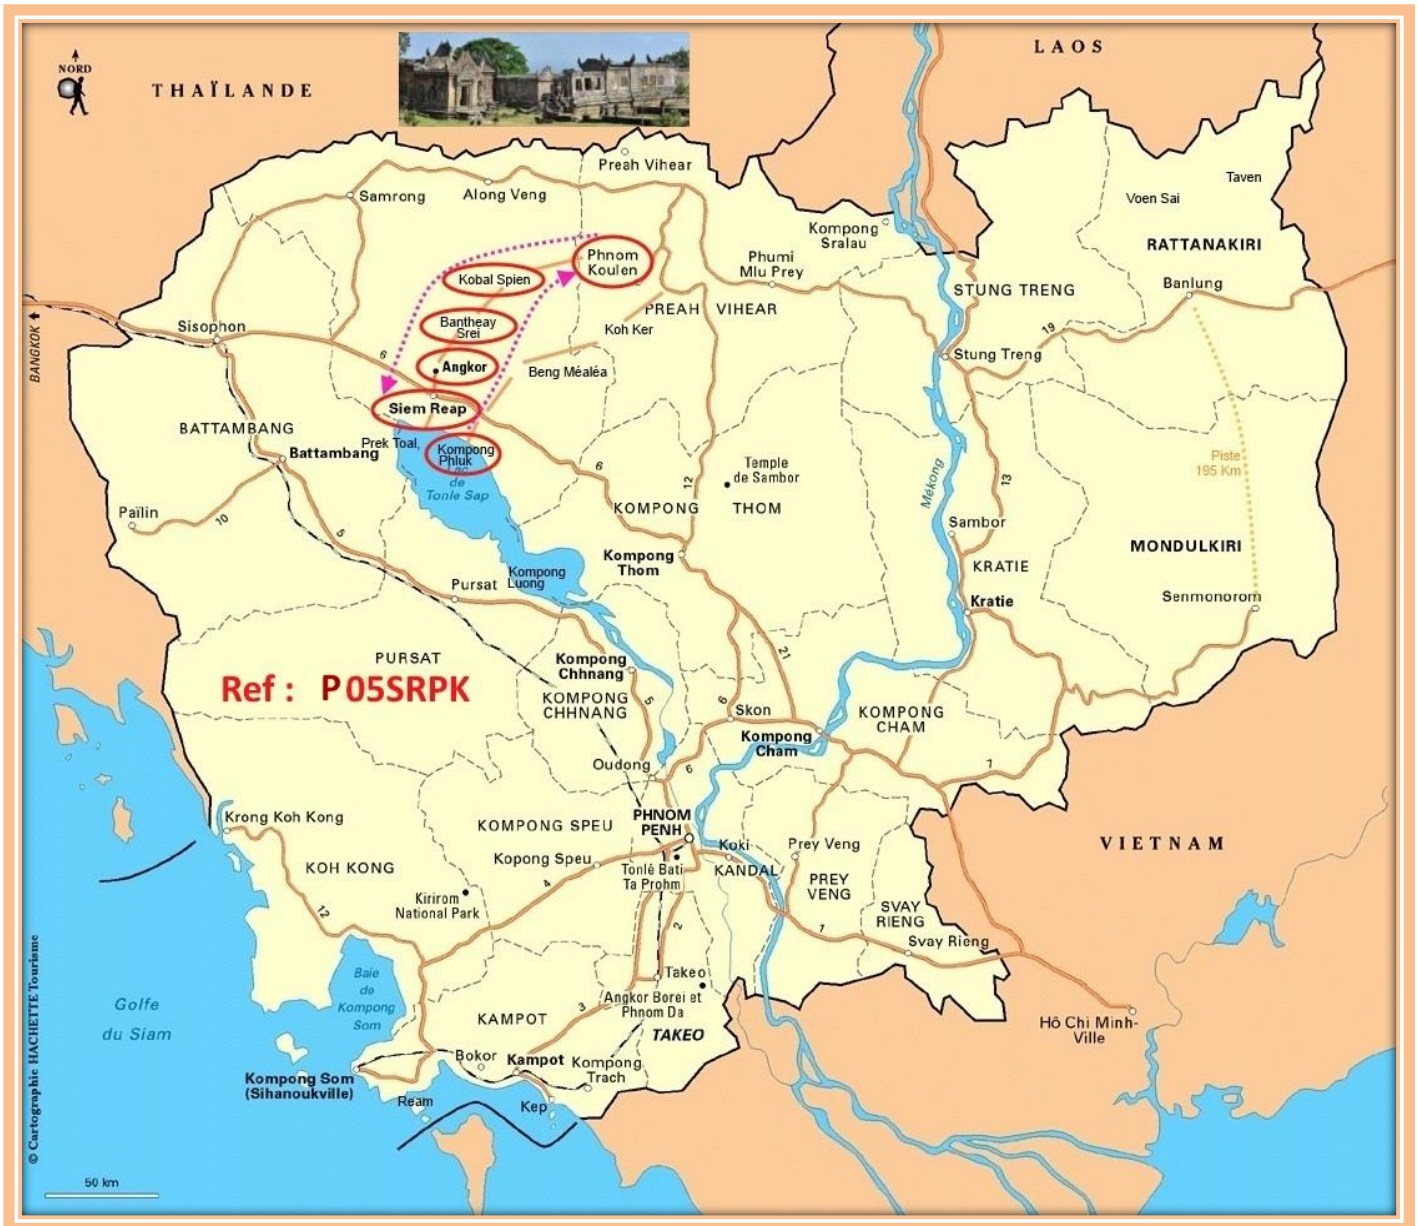 NORD
THAÏLANDE
LAOS
Preah Vihear
Samrong
Along Veng
Taven
Voen Sai
Kompong
Sralau
RATTANAKIRI
Phnom
Koulen
Phumi
Mlu Prey
Kobal Spien
STUNG TRENG
Banlung
PREAH VIHEAR
Bantheay
Srei
Koh Ker
Sisophon
19
BANGKOK
6
Stung Treng
Angkor
Beng Méaléa
Siem Reap
BATTAMBANG
Prek Toal,
Kompong
Phluk
Battambang
de
Tonle Sap
6
Temple
de Sambor
Piste
195 Km
12
13
Mékong
KOMPONG THOM
Païlin
10
5
Sambor
Kompong
Thom
MONDULKIRI
KRATIE
Kompong
Luong
Pursat
Senmonorom
Kratie
21
PURSAT
Kompong
Chhnang
Ref : P05SRPK
KOMPONG
CHHNANG
5
6
Skon
KOMPONG
CHAM
Kompong
Cham
Oudong
6
7
Krong Koh Kong
KOMPONG SPEU
PHNOM
PENH
Koki
Prey Veng
VIETNAM
KOH KONG
Kopong Speu
4
Tonlé Bati
Ta Prohm
KANDAL
PREY
VENG
Kirirom
National Park
12
SVAY
RIENG
2
1
Svay Rieng
Baie
de
Kompong
Som
Takeo
Golfe
du Siam
Angkor Borei et
Phnom Da
3
KAMPOT
TAKEO
Hô Chi Minh-
Ville
Bokor
Kampot
Kompong
Trach
Kompong Som
(Sihanoukville)
Ream
Kep
© Cartographie HACHETTE Tourisme
50 km